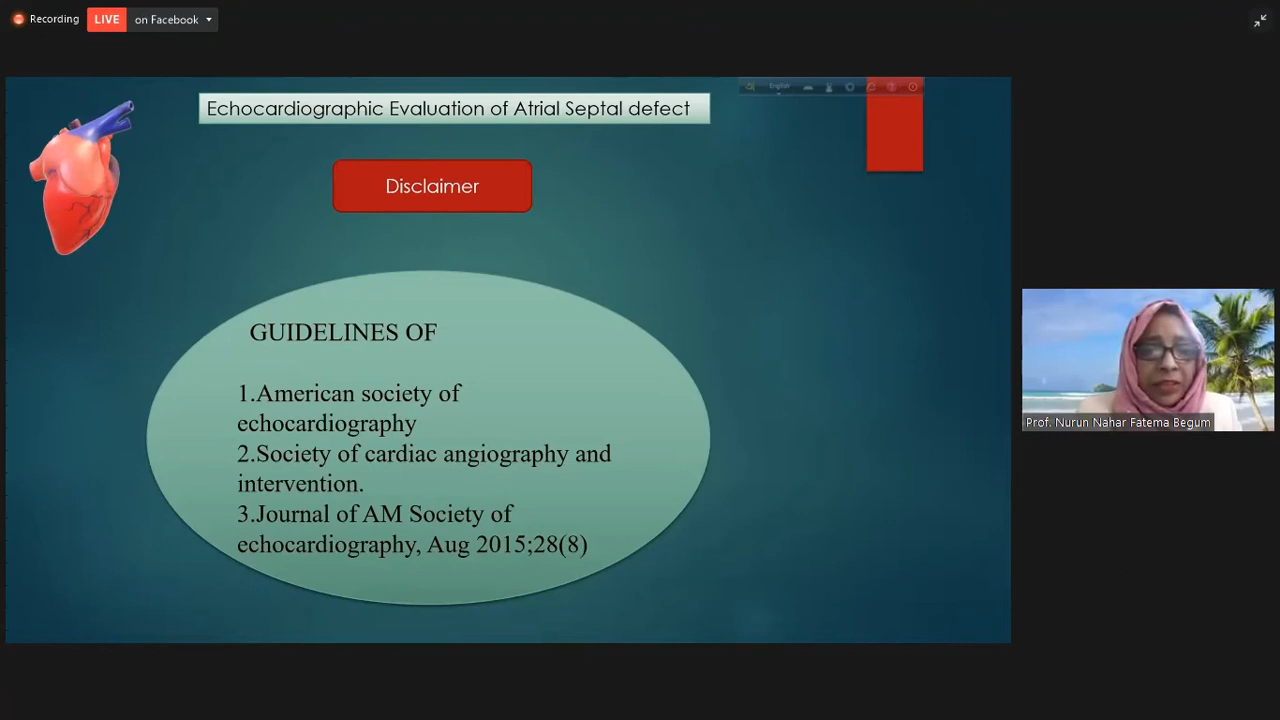 Recording
LIVE
on Facebook
Echocardiographic Evaluation of Atrial Septal defect
English
Disclaimer
GUIDELINES OF
1.American society of
echocardiography
2.Society of cardiac angiography and
intervention.
3.Journal of AM Society of
echocardiography, Aug 2015;28(8)
Prof. Nurun Nahar Fatema Begum